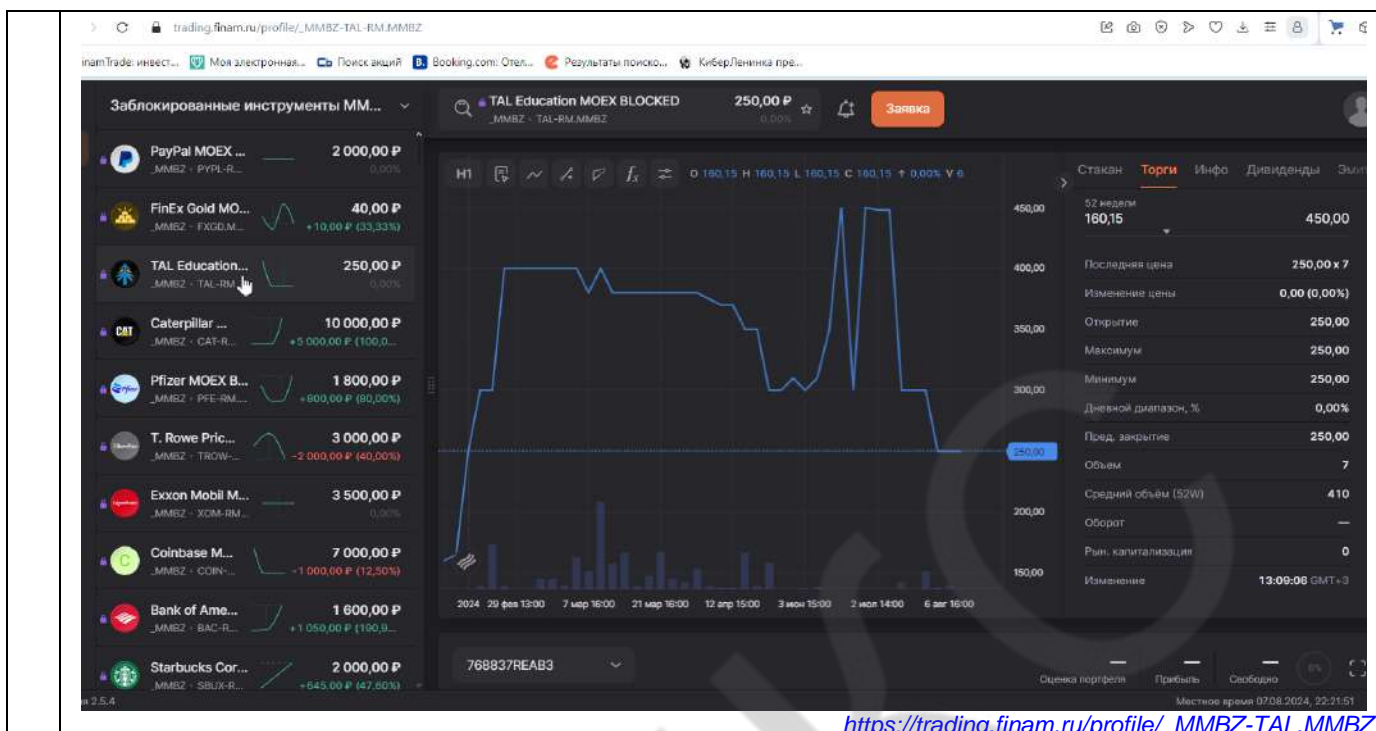 trading.finam.ru/profile/_MMBZ-TAL-RM.MMBZ
inamTrade: инвест... Моя электронная... Поиск акций Booking.com: Отел... Результаты поиско... КиберЛенинка пре...
Заблокированные инструменты MM...
TAL Education MOEX BLOCKED 250,00 ₽
_MMBZ · TAL-RM.MMBZ 0,00%
Заявка
PayPal MOEX ... 2 000,00 ₽
_MMBZ · PYPL-R... 0,00%
FinEx Gold MO... 40,00 ₽
_MMBZ · FXGD.M... +10,00 ₽ (33,33%)
TAL Education... 250,00 ₽
_MMBZ · TAL-RM 0,00%
CAT
Caterpillar ... 10 000,00 ₽
_MMBZ · CAT-R... +5 000,00 ₽ (100,0...
Pfizer MOEX B... 1 800,00 ₽
_MMBZ · PFE-RM... +800,00 ₽ (80,00%)
T. Rowe Pric... 3 000,00 ₽
_MMBZ · TROW-... -2 000,00 ₽ (40,00%)
Exxon Mobil M... 3 500,00 ₽
_MMBZ · XOM-RM... 0,00%
C
Coinbase M... 7 000,00 ₽
_MMBZ · COIN-... -1 000,00 ₽ (12,50%)
Bank of Ame... 1 600,00 ₽
_MMBZ · BAC-R... +1 050,00 ₽ (190,9...
Starbucks Cor... 2 000,00 ₽
_MMBZ · SBUX-R... +645,00 ₽ (47,60%)
H1 fx O 160,15 H 160,15 L 160,15 C 160,15 ↑ 0,00% V 6
450,00
400,00
350,00
300,00
250,00
200,00
150,00
2024 29 фев 13:00 7 мар 16:00 21 мар 16:00 12 апр 15:00 3 июн 15:00 2 июл 14:00 6 авг 16:00
Стакан Торги Инфо Дивиденды Эми
52 недели
160,15 450,00
Последняя цена 250,00 x 7
Изменение цены 0,00 (0,00%)
Открытие 250,00
Максимум 250,00
Минимум 250,00
Дневной диапазон, % 0,00%
Пред. закрытие 250,00
Объем 7
Средний объём (52W) 410
Оборот —
Рын. капитализация 0
Изменение 13:09:06 GMT+3
768837REAB3
Оценка портфеля Прибыль Свободно
0%
я 2.5.4
Местное время 07.08.2024, 22:21:51
https://trading.finam.ru/profile/_MMBZ-TAL.MMBZ